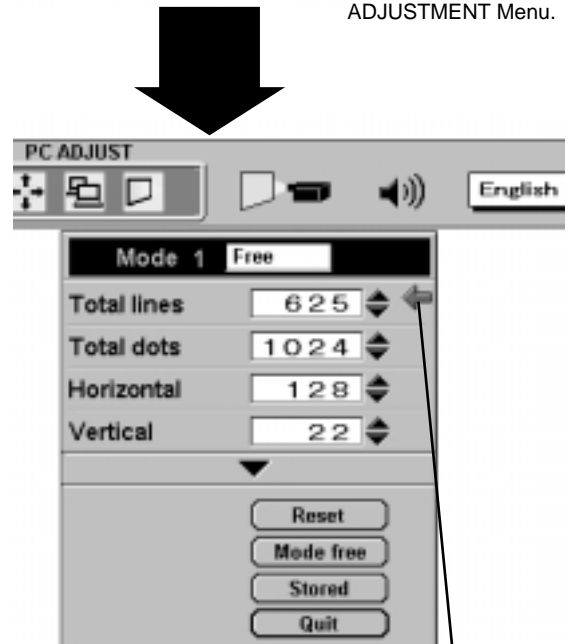 ADJUSTMENT Menu.
PC ADJUST
English
Mode 1 Free
Total lines 625
Total dots 1024
Horizontal 128
Vertical 22
Reset
Mode free
Stored
Quit